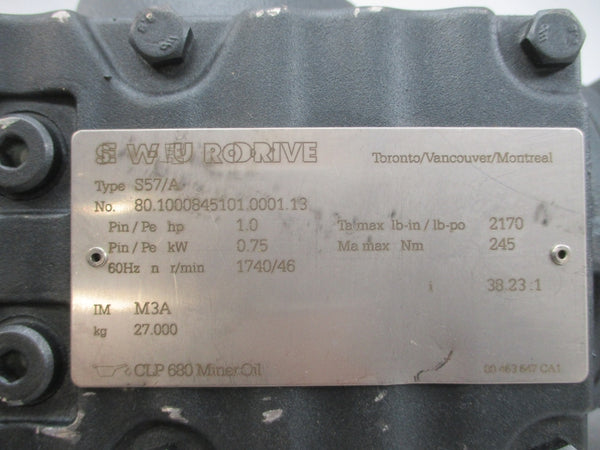 SEW-EURODRIVE Toronto/Vancouver/Montreal
Type S57/A
No. 80.1000845101.0001.13
Pin/Pe hp 1.0 Ta max lb-in/lb-po 2170
Pin/Pe kW 0.75 Ma max Nm 245
60Hz n r/min 1740/46
i 38.23 :1
IM M3A
kg 27.000
CLP 680 Miner.Oil 00 463 647 CA1